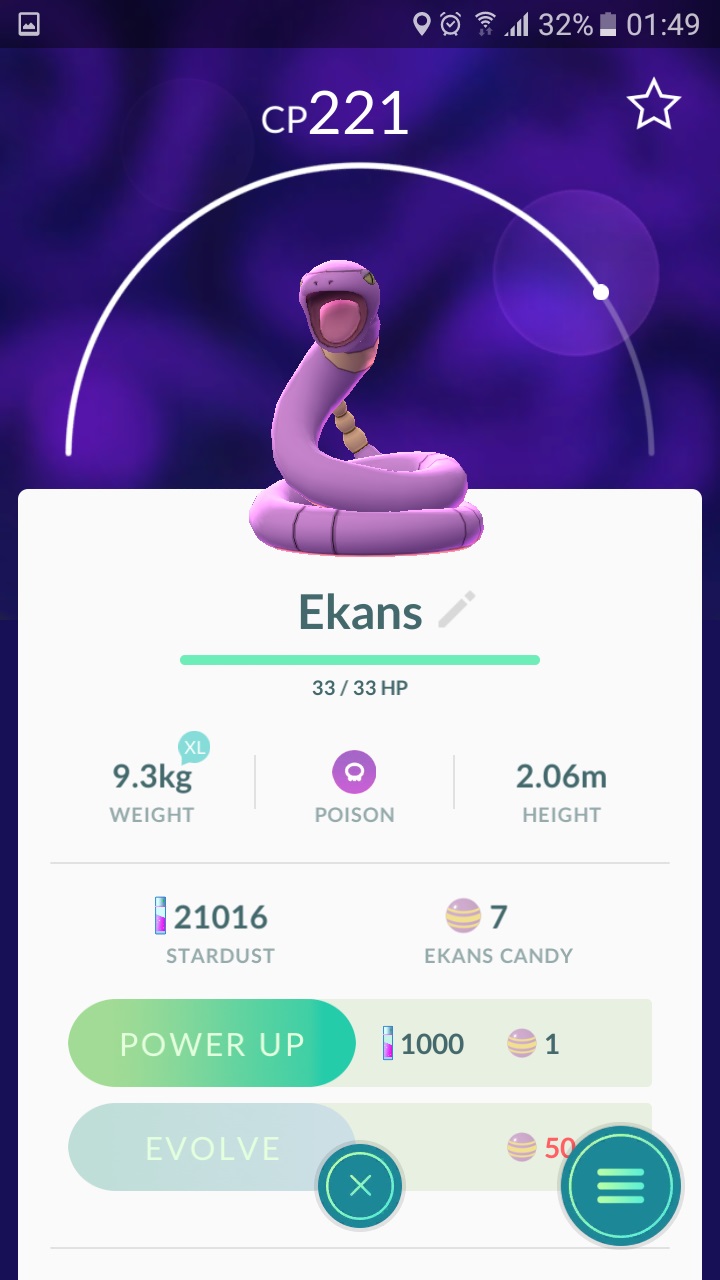 32% 01:49
CP221
Ekans
33 / 33 HP
XL
9.3kg 2.06m
WEIGHT POISON HEIGHT
21016 7
STARDUST EKANS CANDY
POWER UP 1000 1
EVOLVE 50